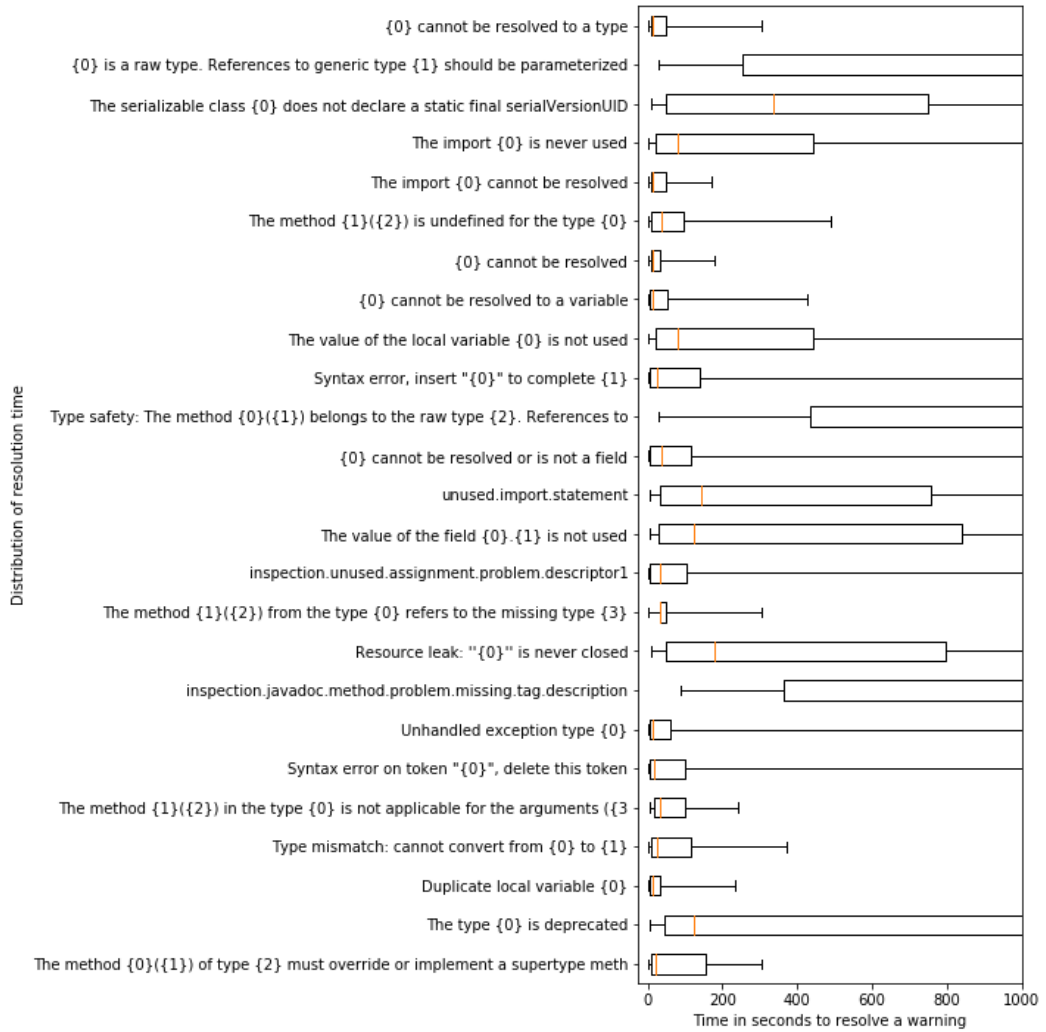 {0} cannot be resolved to a type
{0} is a raw type. References to generic type {1} should be parameterized
The serializable class {0} does not declare a static final serialVersionUID
The import {0} is never used
The import {0} cannot be resolved
The method {1}({2}) is undefined for the type {0}
{0} cannot be resolved
{0} cannot be resolved to a variable
The value of the local variable {0} is not used
Syntax error, insert "{0}" to complete {1}
Type safety: The method {0}({1}) belongs to the raw type {2}. References to
{0} cannot be resolved or is not a field
unused.import.statement
The value of the field {0}.{1} is not used
inspection.unused.assignment.problem.descriptor1
The method {1}({2}) from the type {0} refers to the missing type {3}
Resource leak: ''{0}'' is never closed
inspection.javadoc.method.problem.missing.tag.description
Unhandled exception type {0}
Syntax error on token "{0}", delete this token
The method {1}({2}) in the type {0} is not applicable for the arguments ({3
Type mismatch: cannot convert from {0} to {1}
Duplicate local variable {0}
The type {0} is deprecated
The method {0}({1}) of type {2} must override or implement a supertype meth
Distribution of resolution time
0 200 400 600 800 1000
Time in seconds to resolve a warning